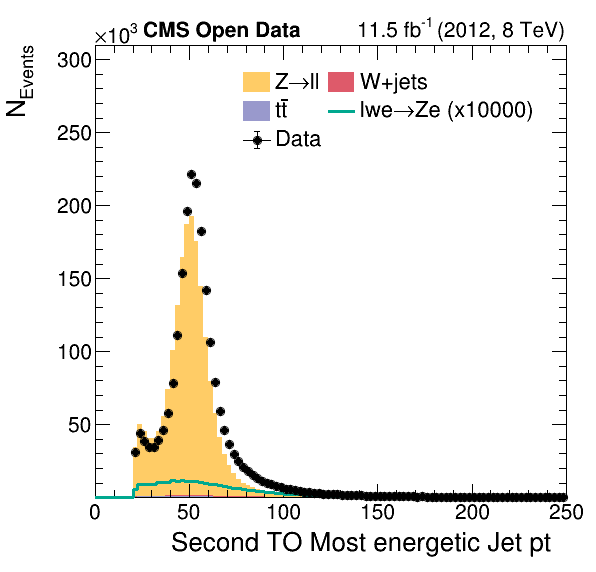 ×10³ CMS Open Data 11.5 fb⁻¹ (2012, 8 TeV)
N_Events
300
250
200
150
100
50
Z→ll W+jets
tt̄ lwe→Ze (x10000)
Data
0 50 100 150 200 250
Second TO Most energetic Jet pt